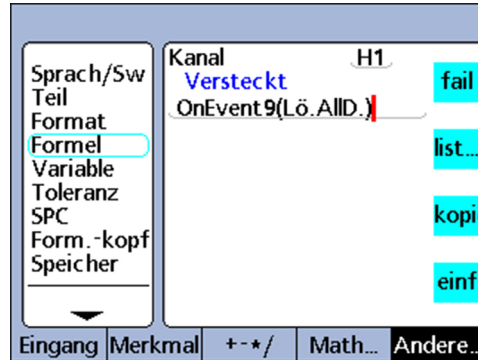 Sprach/Sw
Teil
Format
Formel
Variable
Toleranz
SPC
Form.-kopf
Speicher
Kanal H1
Versteckt
OnEvent9(Lö.AllD.)
fail
list...
kopi
einf
Eingang Merkmal +-*/ Math... Andere..